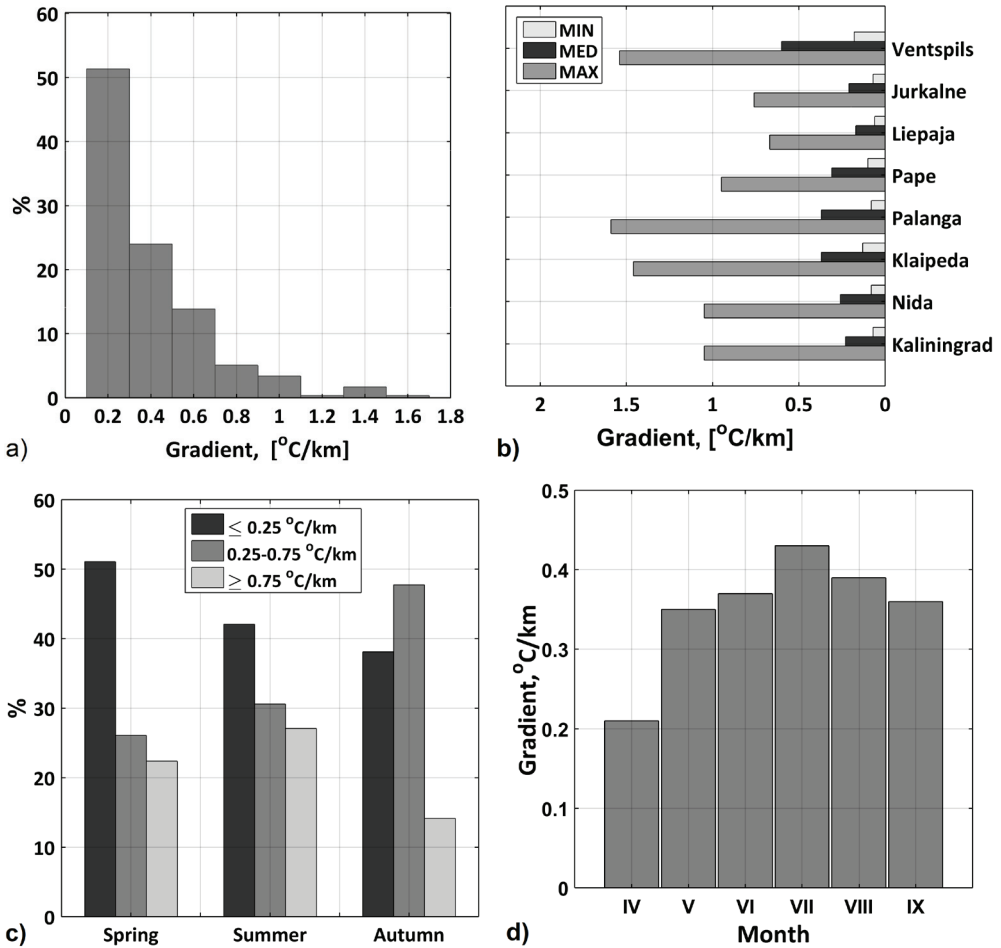 60
50
40
30
20
10
0
%
0 0.2 0.4 0.6 0.8 1 1.2 1.4 1.6 1.8
Gradient, [°C/km]
a)
MIN
MED
MAX
Ventspils
Jurkalne
Liepaja
Pape
Palanga
Klaipeda
Nida
Kaliningrad
2 1.5 1 0.5 0
Gradient, [°C/km]
b)
60
50
40
30
20
10
0
%
≤ 0.25 °C/km
0.25-0.75 °C/km
≥ 0.75 °C/km
Spring Summer Autumn
c)
0.5
0.4
0.3
0.2
0.1
0
Gradient,°C/km
IV V VI VII VIII IX
Month
d)